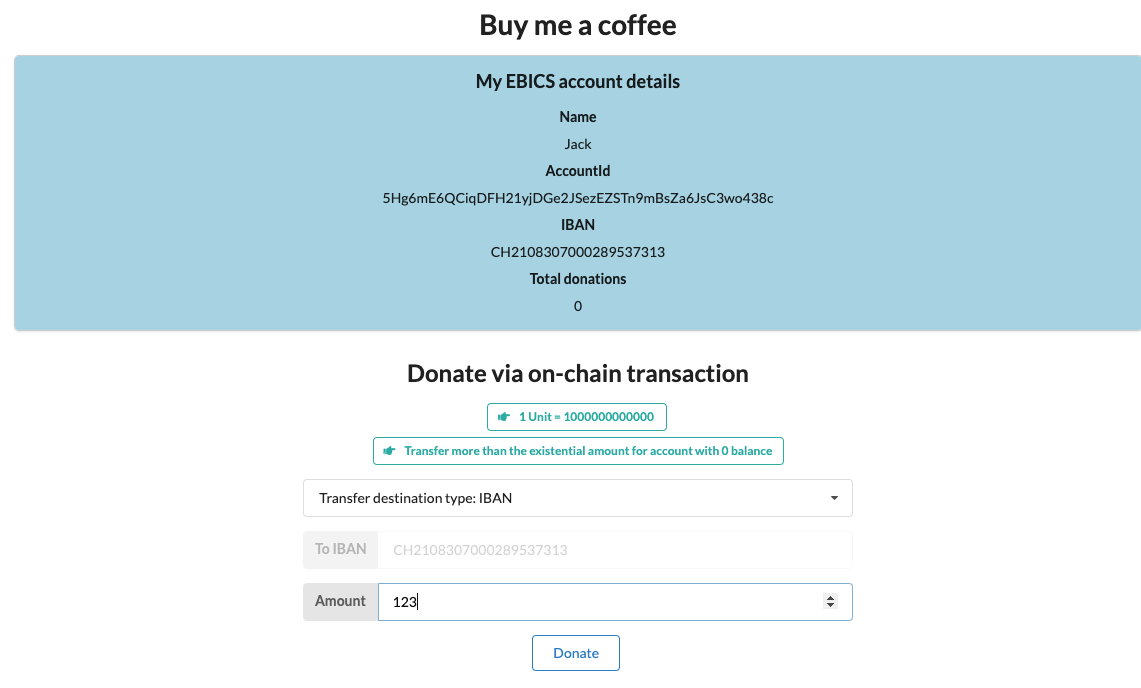 Buy me a coffee
My EBICS account details
Name
Jack
AccountId
5Hg6mE6QCiqDFH21yjDGe2JSezEZSTn9mBsZa6JsC3wo438c
IBAN
CH2108307000289537313
Total donations
0
Donate via on-chain transaction
1 Unit = 1000000000000
Transfer more than the existential amount for account with 0 balance
Transfer destination type: IBAN
To IBAN CH2108307000289537313
Amount 123
Donate